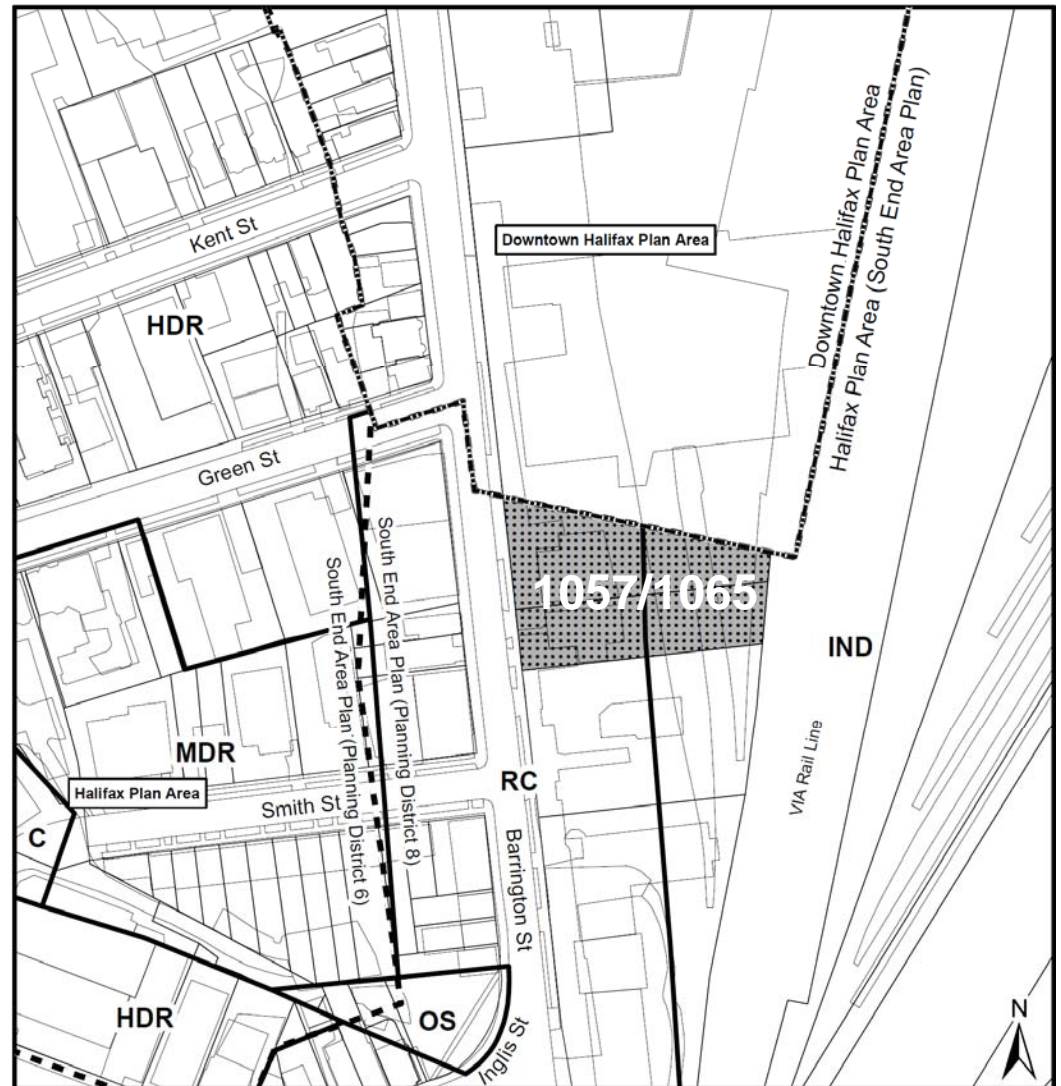 Kent St
Downtown Halifax Plan Area
Downtown Halifax Plan Area
Halifax Plan Area (South End Area Plan)
HDR
Green St
South End Area Plan (Planning District 6)
South End Area Plan (Planning District 8)
1057/1065
IND
MDR
VIA Rail Line
Halifax Plan Area
RC
Smith St
C
Barrington St
HDR
OS
Inglis St
N